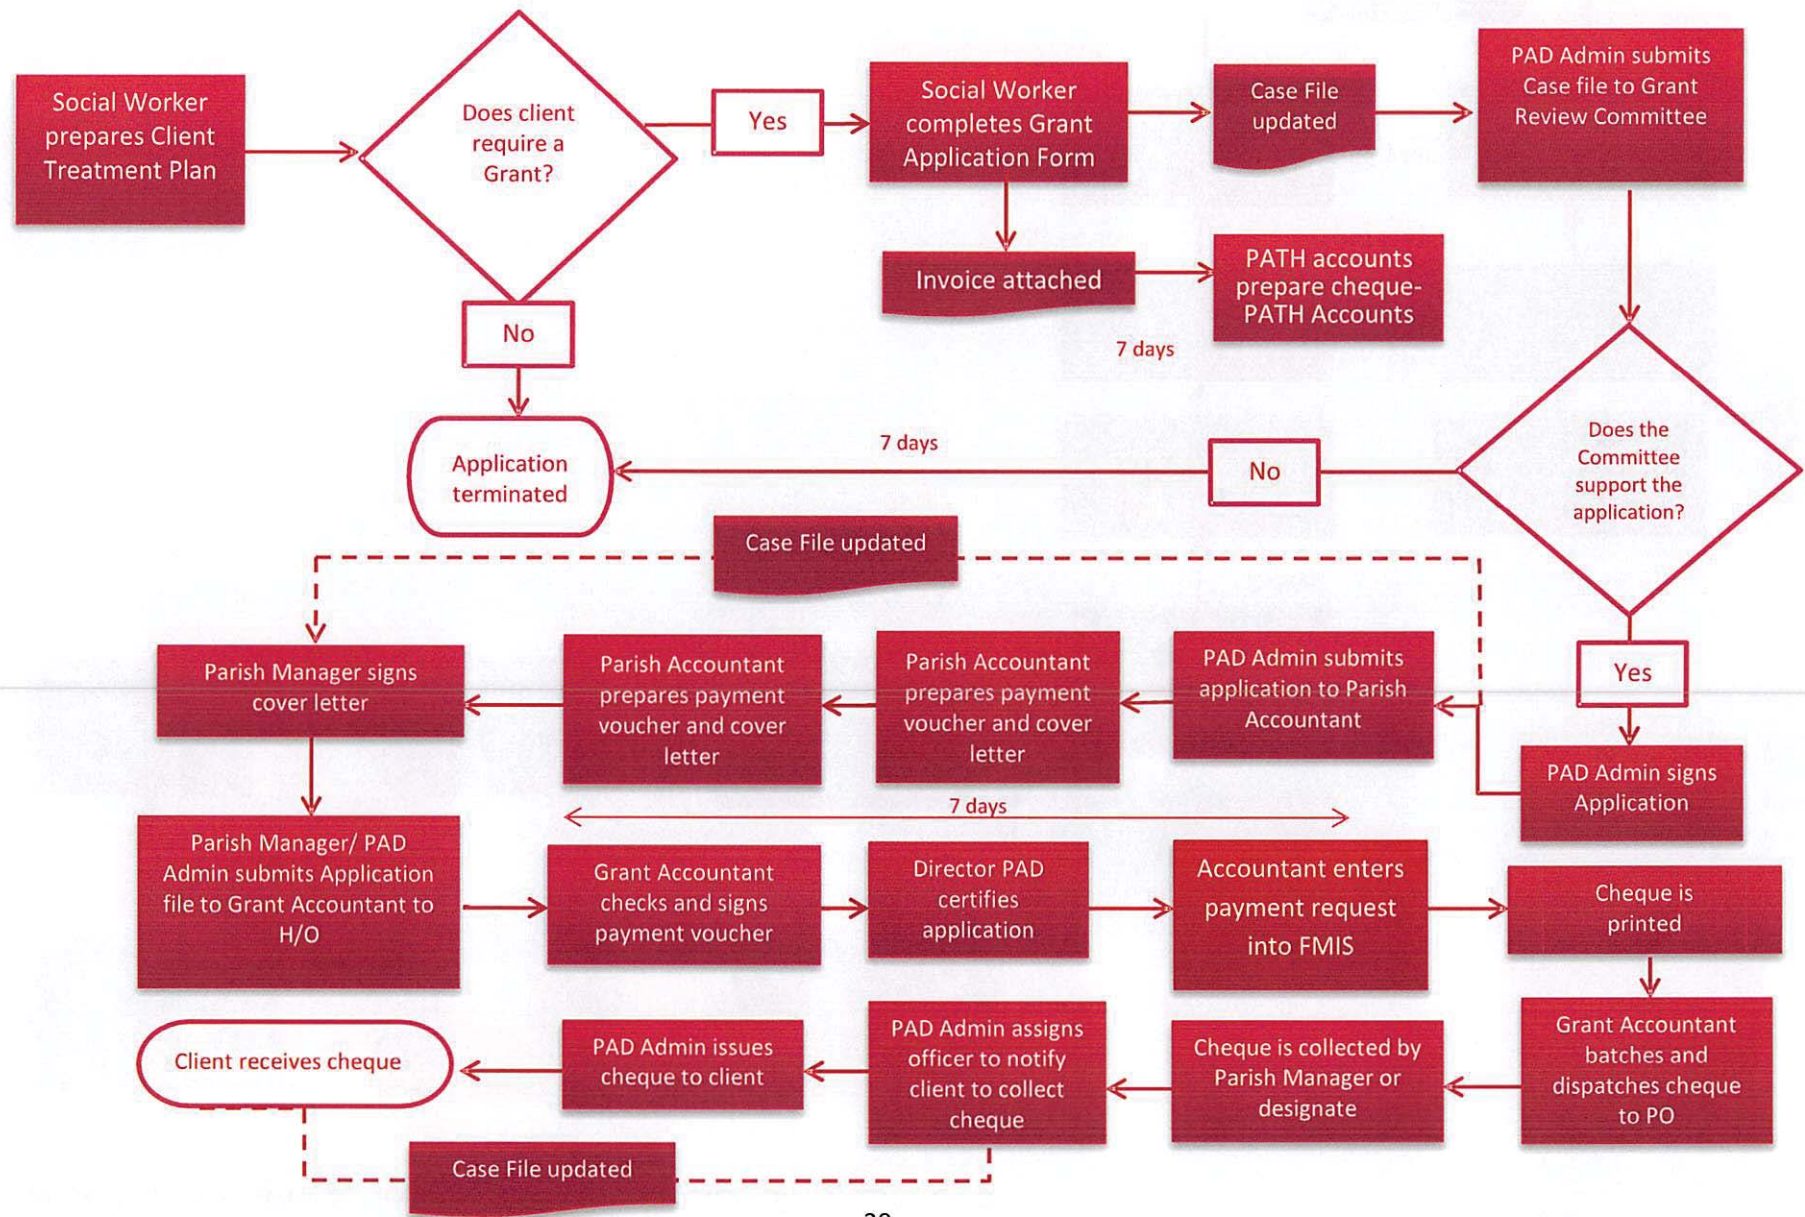 Social Worker
prepares Client
Treatment Plan
Does client
require a
Grant?
Yes
Social Worker
completes Grant
Application Form
Case File
updated
PAD Admin submits
Case file to Grant
Review Committee
No
Invoice attached
PATH accounts
prepare cheque-
PATH Accounts
7 days
Application
terminated
7 days
No
Does the
Committee
support the
application?
Case File updated
Yes
Parish Manager signs
cover letter
Parish Accountant
prepares payment
voucher and cover
letter
Parish Accountant
prepares payment
voucher and cover
letter
PAD Admin submits
application to Parish
Accountant
PAD Admin signs
Application
7 days
Parish Manager/ PAD
Admin submits Application
file to Grant Accountant to
H/O
Grant Accountant
checks and signs
payment voucher
Director PAD
certifies
application
Accountant enters
payment request
into FMIS
Cheque is
printed
Client receives cheque
PAD Admin issues
cheque to client
PAD Admin assigns
officer to notify
client to collect
cheque
Cheque is collected by
Parish Manager or
designate
Grant Accountant
batches and
dispatches cheque
to PO
Case File updated